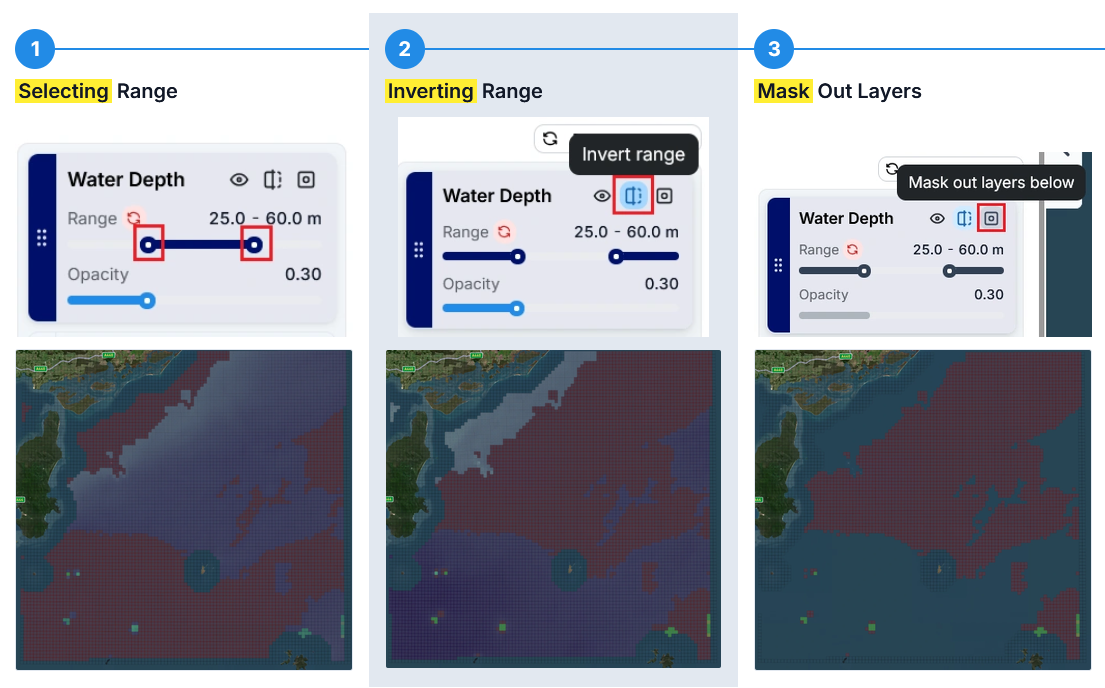 1
Selecting Range
Water Depth
Range 25.0 - 60.0 m
Opacity 0.30
2
Inverting Range
Invert range
Water Depth
Range 25.0 - 60.0 m
Opacity 0.30
3
Mask Out Layers
Mask out layers below
Water Depth
Range 25.0 - 60.0 m
Opacity 0.30